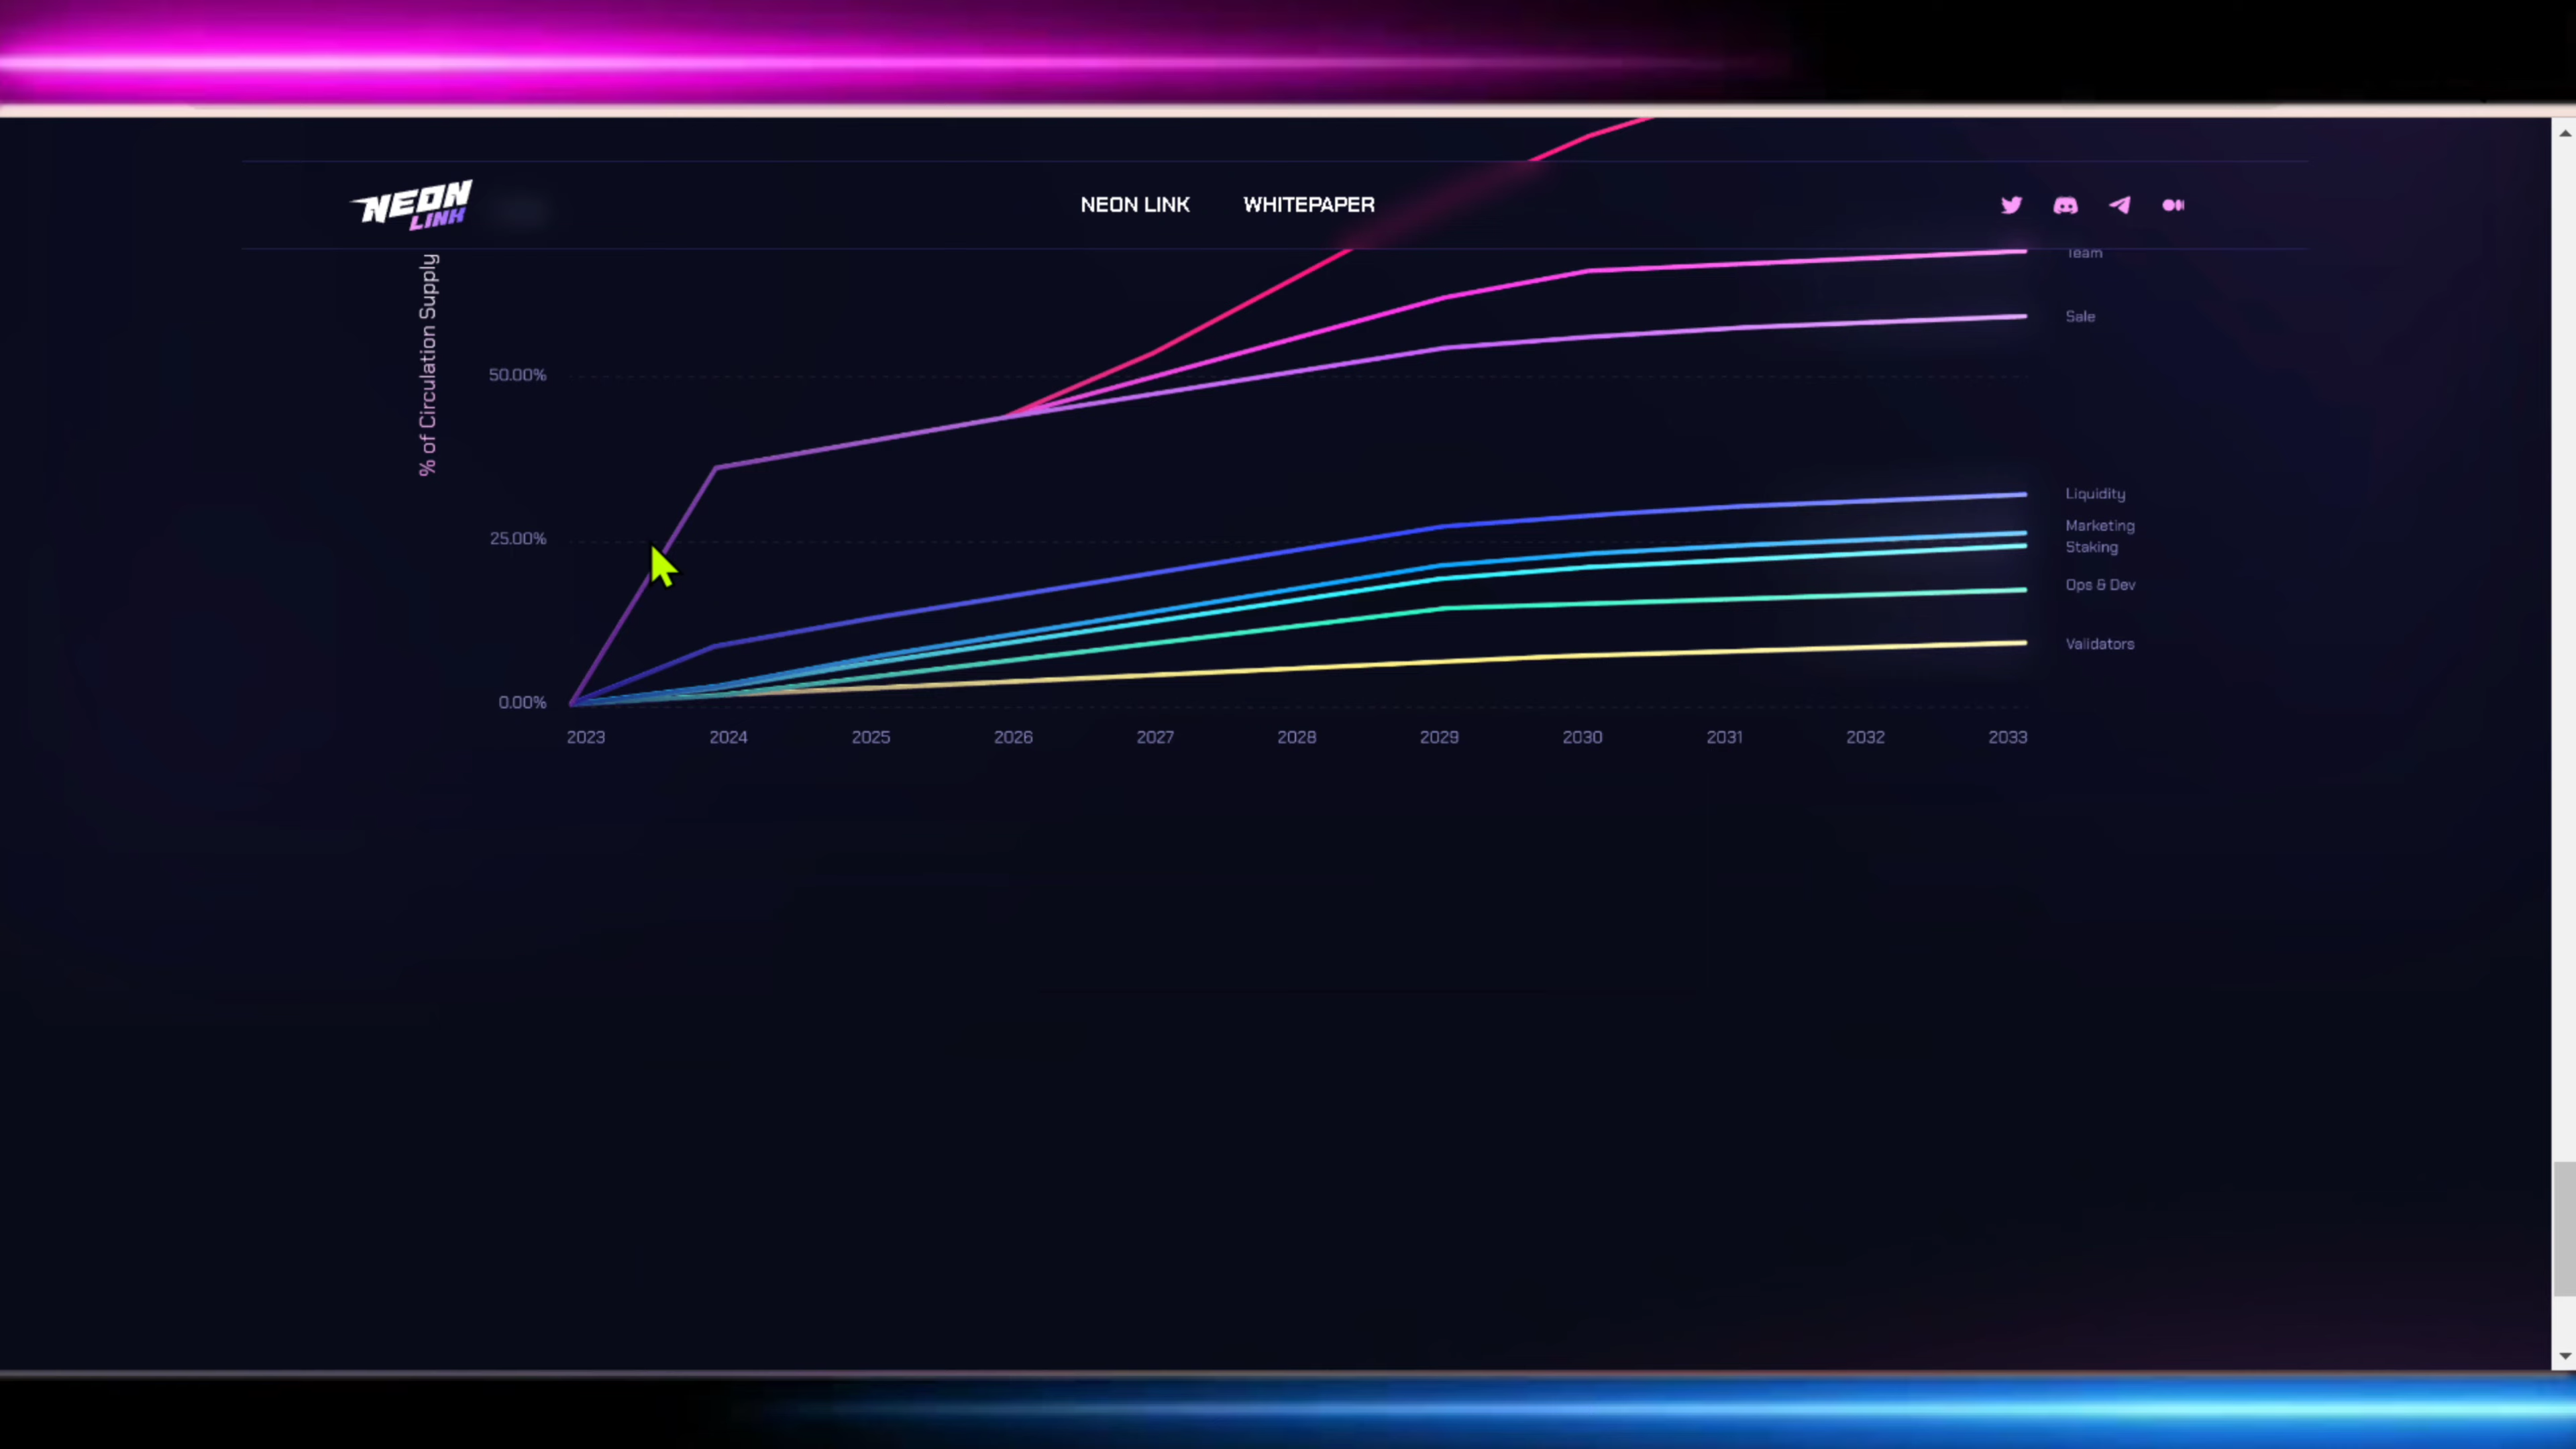 NEON
LINK
NEON LINK
WHITEPAPER
% of Circulation Supply
50.00%
25.00%
0.00%
2023 2024 2025 2026 2027 2028 2029 2030 2031 2032 2033
Team
Sale
Liquidity
Marketing
Staking
Ops & Dev
Validators